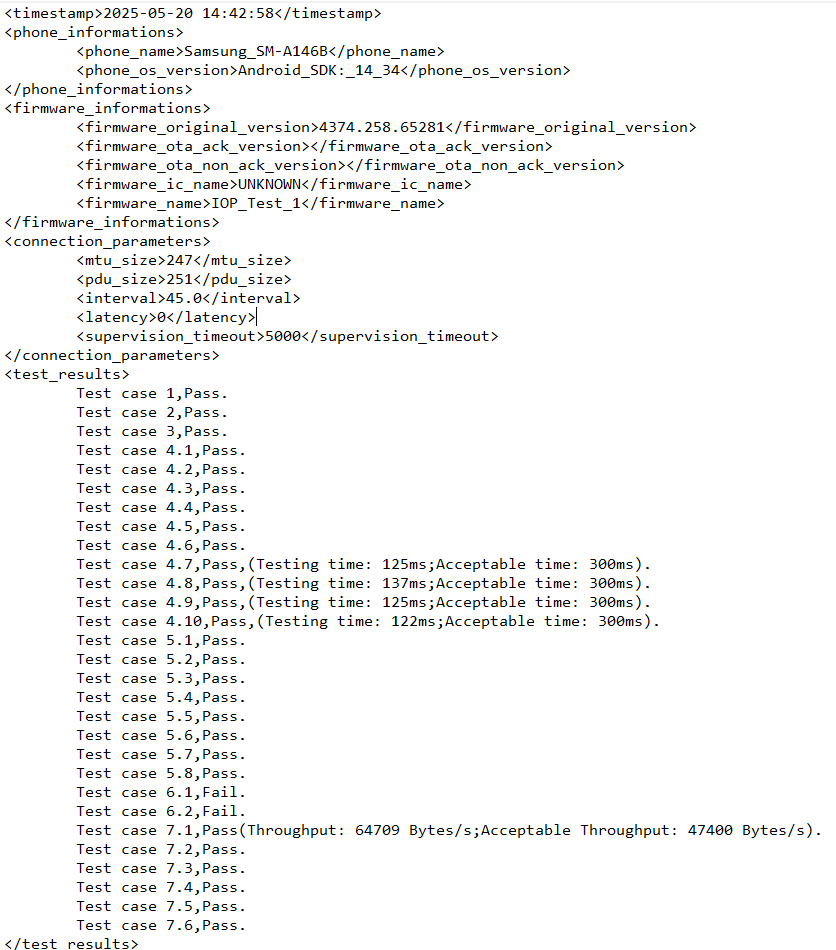 <timestamp>2025-05-20 14:42:58</timestamp>
<phone_informations>
	<phone_name>Samsung_SM-A146B</phone_name>
	<phone_os_version>Android_SDK:_14_34</phone_os_version>
</phone_informations>
<firmware_informations>
	<firmware_original_version>4374.258.65281</firmware_original_version>
	<firmware_ota_ack_version></firmware_ota_ack_version>
	<firmware_ota_non_ack_version></firmware_ota_non_ack_version>
	<firmware_ic_name>UNKNOWN</firmware_ic_name>
	<firmware_name>IOP_Test_1</firmware_name>
</firmware_informations>
<connection_parameters>
	<mtu_size>247</mtu_size>
	<pdu_size>251</pdu_size>
	<interval>45.0</interval>
	<latency>0</latency>
	<supervision_timeout>5000</supervision_timeout>
</connection_parameters>
<test_results>
	Test case 1,Pass.
	Test case 2,Pass.
	Test case 3,Pass.
	Test case 4.1,Pass.
	Test case 4.2,Pass.
	Test case 4.3,Pass.
	Test case 4.4,Pass.
	Test case 4.5,Pass.
	Test case 4.6,Pass.
	Test case 4.7,Pass,(Testing time: 125ms;Acceptable time: 300ms).
	Test case 4.8,Pass,(Testing time: 137ms;Acceptable time: 300ms).
	Test case 4.9,Pass,(Testing time: 125ms;Acceptable time: 300ms).
	Test case 4.10,Pass,(Testing time: 122ms;Acceptable time: 300ms).
	Test case 5.1,Pass.
	Test case 5.2,Pass.
	Test case 5.3,Pass.
	Test case 5.4,Pass.
	Test case 5.5,Pass.
	Test case 5.6,Pass.
	Test case 5.7,Pass.
	Test case 5.8,Pass.
	Test case 6.1,Fail.
	Test case 6.2,Fail.
	Test case 7.1,Pass(Throughput: 64709 Bytes/s;Acceptable Throughput: 47400 Bytes/s).
	Test case 7.2,Pass.
	Test case 7.3,Pass.
	Test case 7.4,Pass.
	Test case 7.5,Pass.
	Test case 7.6,Pass.
</test_results>